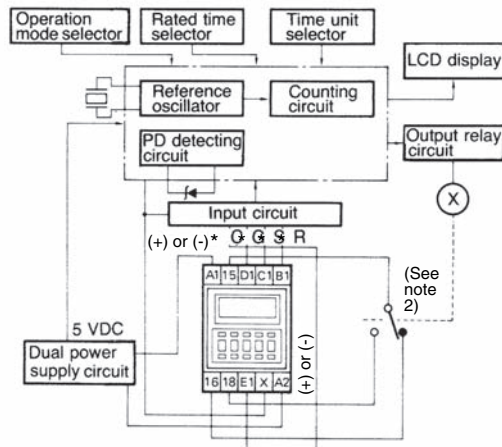 Operation
mode selector
Rated time
selector
Time unit
selector
LCD display
Reference
oscillator
Counting
circuit
Output relay
circuit
PD detecting
circuit
X
Input circuit
(+) or (-)* G* G* S* R
A1 15 D1 C1 B1
(See
note
2)
5 VDC
Dual power
supply circuit
(+) or (-)
16 18 E1 X A2